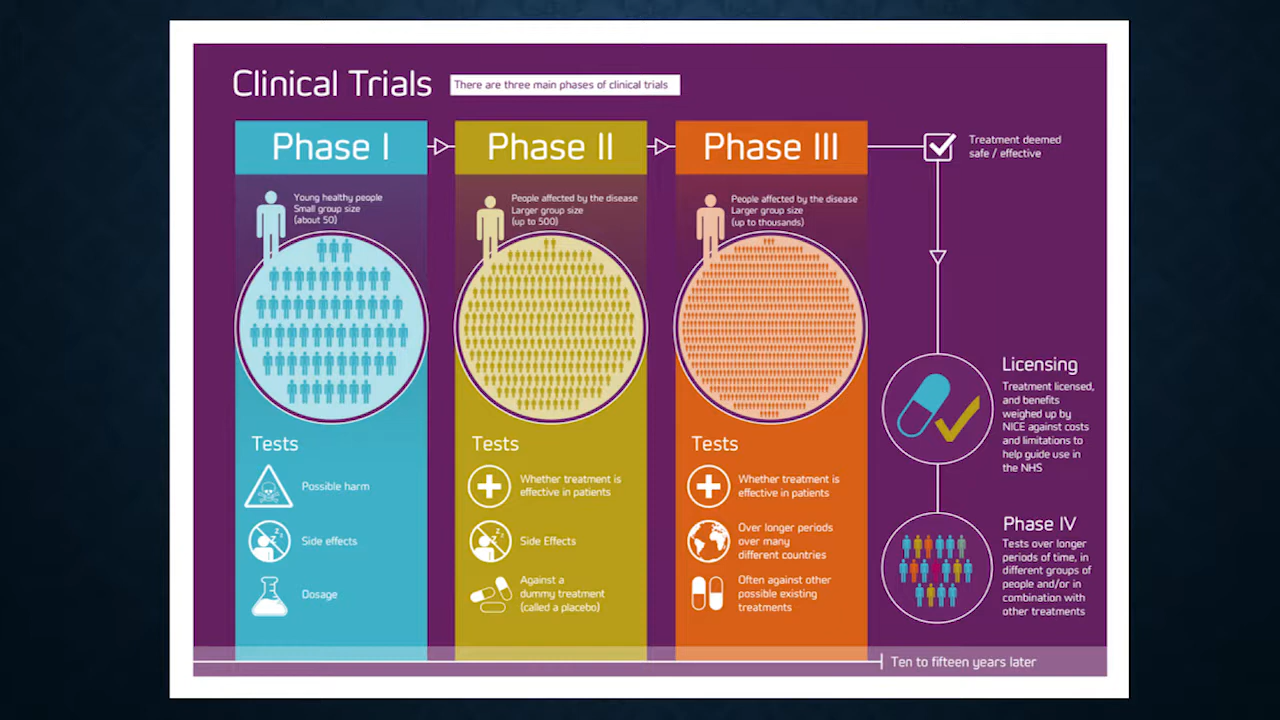 Clinical Trials
There are three main phases of clinical trials
Phase I
Young healthy people
Small group size
(about 50)
Tests
Possible harm
Side effects
Dosage
Phase II
People affected by the disease
Larger group size
(up to 500)
Tests
Whether treatment is
effective in patients
Side Effects
Against a
dummy treatment
(called a placebo)
Phase III
People affected by the disease
Larger group size
(up to thousands)
Tests
Whether treatment is
effective in patients
Over longer periods
over many
different countries
Often against other
possible existing
treatments
Treatment deemed
safe / effective
Licensing
Treatment licensed,
and benefits
weighed up by
NICE against costs
and limitations to
help guide use in
the NHS
Phase IV
Tests over longer
periods of time, in
different groups of
people and/or in
combination with
other treatments
Ten to fifteen years later